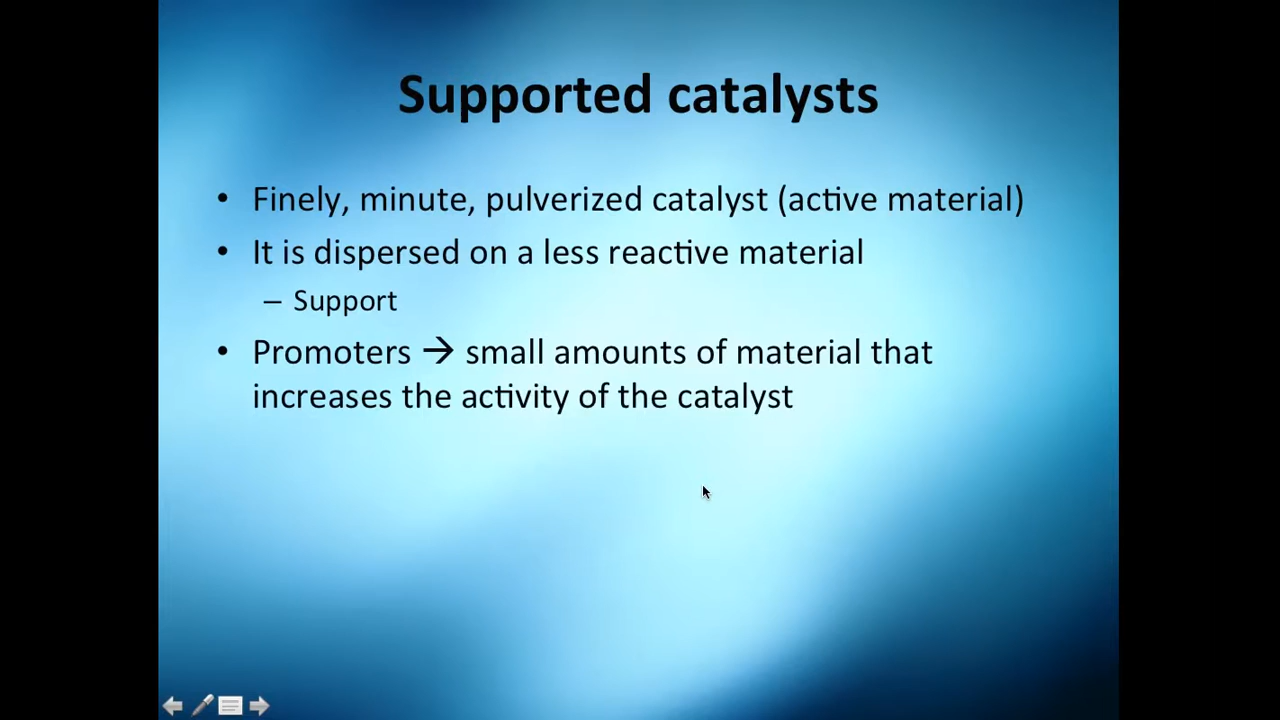 Supported catalysts
• Finely, minute, pulverized catalyst (active material)
• It is dispersed on a less reactive material
– Support
• Promoters → small amounts of material that
increases the activity of the catalyst